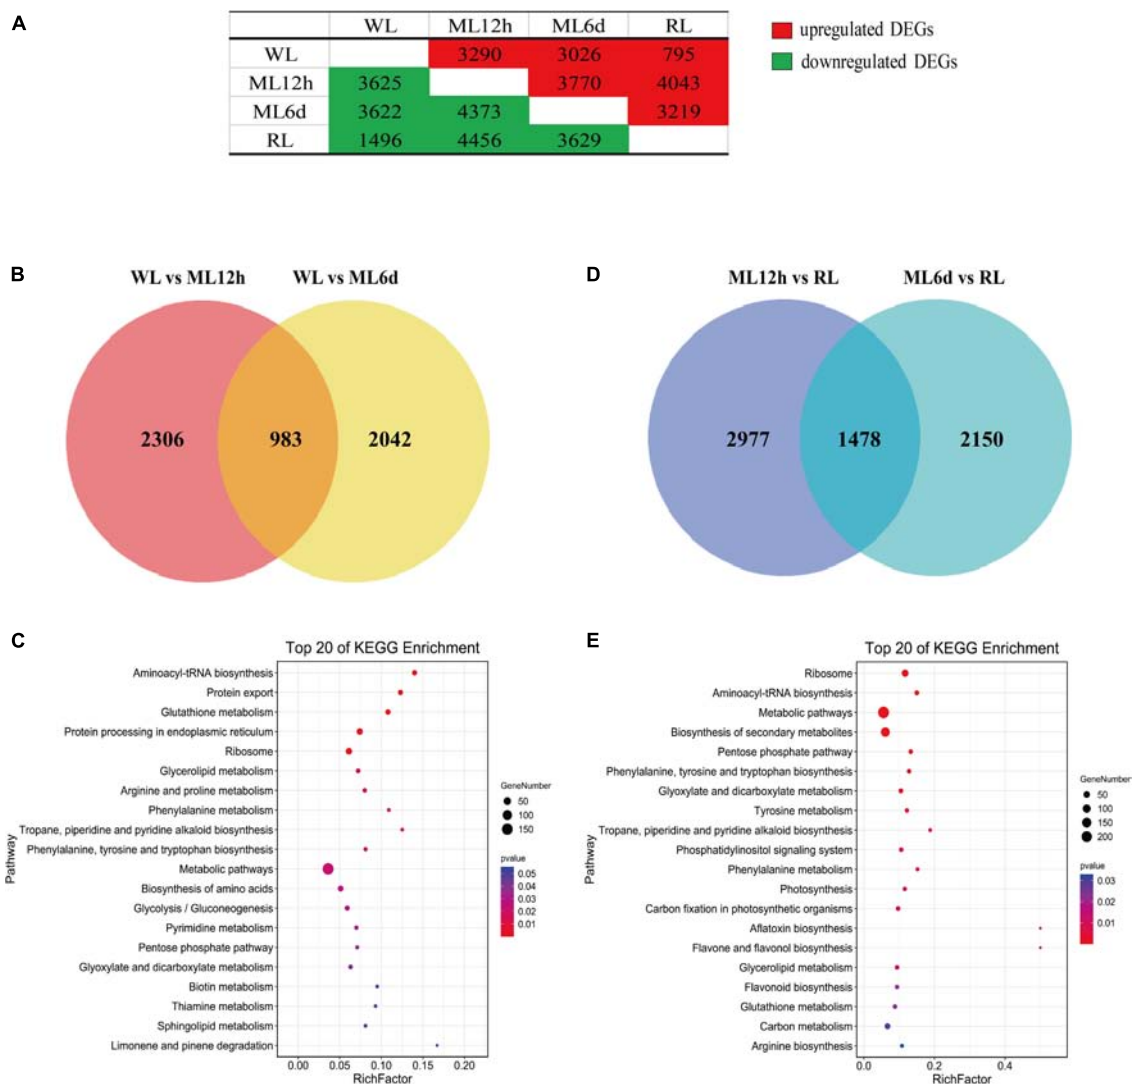 A
WL ML12h ML6d RL
WL 3290 3026 795
ML12h 3625 3770 4043
ML6d 3622 4373 3219
RL 1496 4456 3629
upregulated DEGs
downregulated DEGs
B
WL vs ML12h WL vs ML6d
2306 983 2042
D
ML12h vs RL ML6d vs RL
2977 1478 2150
C
Top 20 of KEGG Enrichment
Pathway
Aminoacyl-tRNA biosynthesis
Protein export
Glutathione metabolism
Protein processing in endoplasmic reticulum
Ribosome
Glycerolipid metabolism
Arginine and proline metabolism
Phenylalanine metabolism
Tropane, piperidine and pyridine alkaloid biosynthesis
Phenylalanine, tyrosine and tryptophan biosynthesis
Metabolic pathways
Biosynthesis of amino acids
Glycolysis / Gluconeogenesis
Pyrimidine metabolism
Pentose phosphate pathway
Glyoxylate and dicarboxylate metabolism
Biotin metabolism
Thiamine metabolism
Sphingolipid metabolism
Limonene and pinene degradation
0.00 0.05 0.10 0.15 0.20
RichFactor
GeneNumber
50
100
150
pvalue
0.05
0.04
0.03
0.02
0.01
E
Top 20 of KEGG Enrichment
Pathway
Ribosome
Aminoacyl-tRNA biosynthesis
Metabolic pathways
Biosynthesis of secondary metabolites
Pentose phosphate pathway
Phenylalanine, tyrosine and tryptophan biosynthesis
Glyoxylate and dicarboxylate metabolism
Tyrosine metabolism
Tropane, piperidine and pyridine alkaloid biosynthesis
Phosphatidylinositol signaling system
Phenylalanine metabolism
Photosynthesis
Carbon fixation in photosynthetic organisms
Aflatoxin biosynthesis
Flavone and flavonol biosynthesis
Glycerolipid metabolism
Flavonoid biosynthesis
Glutathione metabolism
Carbon metabolism
Arginine biosynthesis
0.0 0.2 0.4
RichFactor
GeneNumber
50
100
150
200
pvalue
0.03
0.02
0.01